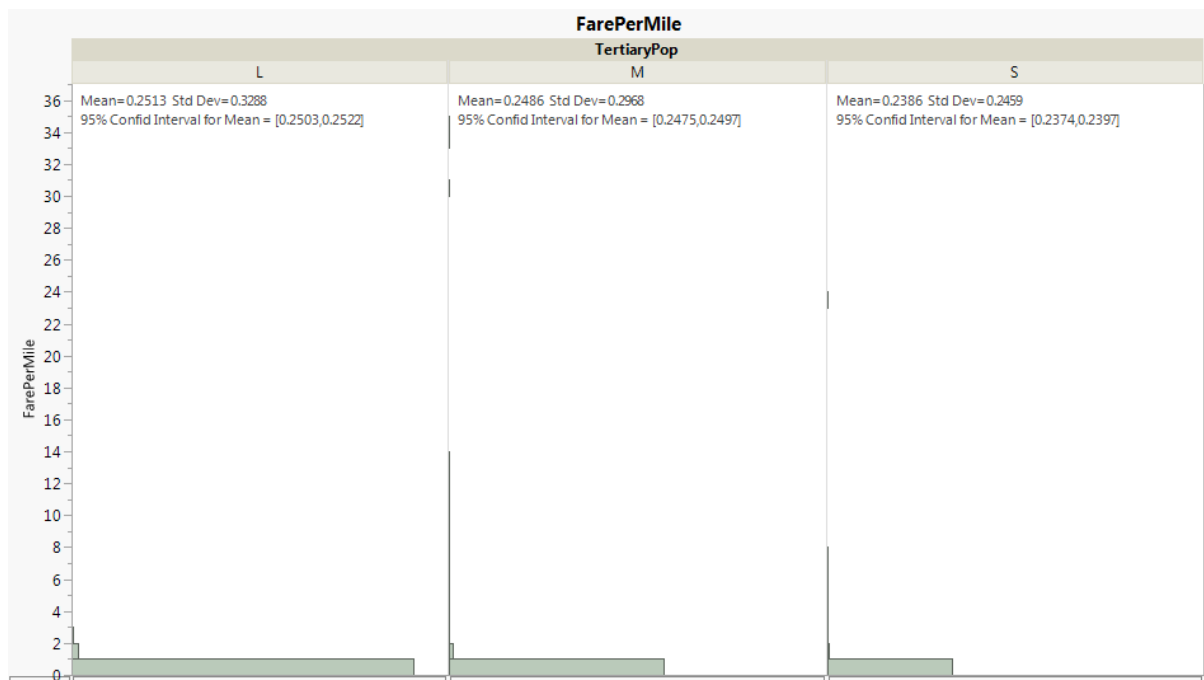 FarePerMile
TertiaryPop
L M S
Mean=0.2513 Std Dev=0.3288
95% Confid Interval for Mean = [0.2503,0.2522]
Mean=0.2486 Std Dev=0.2968
95% Confid Interval for Mean = [0.2475,0.2497]
Mean=0.2386 Std Dev=0.2459
95% Confid Interval for Mean = [0.2374,0.2397]
FarePerMile
36
34
32
30
28
26
24
22
20
18
16
14
12
10
8
6
4
2
0